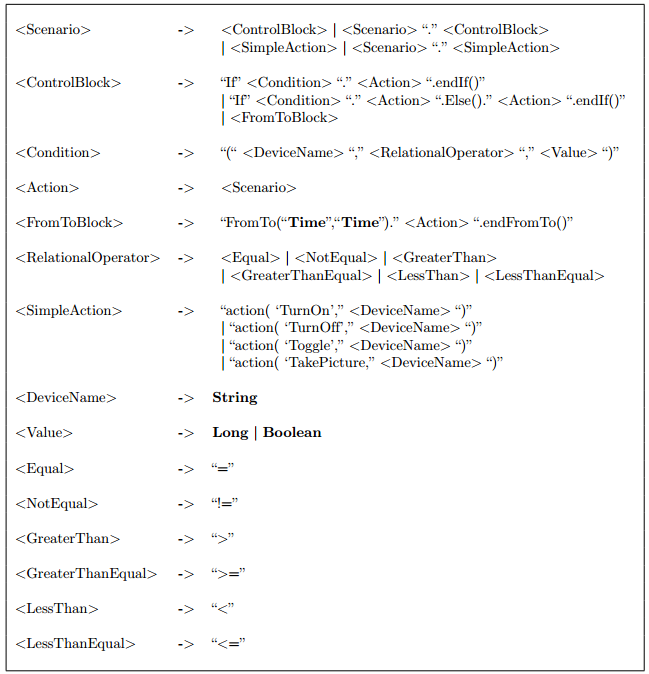 <Scenario> -> <ControlBlock> | <Scenario> “.” <ControlBlock>
| <SimpleAction> | <Scenario> “.” <SimpleAction>
<ControlBlock> -> “If” <Condition> “.” <Action> “.endIf()”
| “If” <Condition> “.” <Action> “.Else().” <Action> “.endIf()”
| <FromToBlock>
<Condition> -> “(“ <DeviceName> “,” <RelationalOperator> “,” <Value> “)”
<Action> -> <Scenario>
<FromToBlock> -> “FromTo(“Time”,“Time”).” <Action> “.endFromTo()”
<RelationalOperator> -> <Equal> | <NotEqual> | <GreaterThan>
| <GreaterThanEqual> | <LessThan> | <LessThanEqual>
<SimpleAction> -> “action( ‘TurnOn’,” <DeviceName> “)”
| “action( ‘TurnOff’,” <DeviceName> “)”
| “action( ‘Toggle’,” <DeviceName> “)”
| “action( ‘TakePicture,” <DeviceName> “)”
<DeviceName> -> String
<Value> -> Long | Boolean
<Equal> -> “=”
<NotEqual> -> “!=”
<GreaterThan> -> “>”
<GreaterThanEqual> -> “>=”
<LessThan> -> “<”
<LessThanEqual> -> “<=”